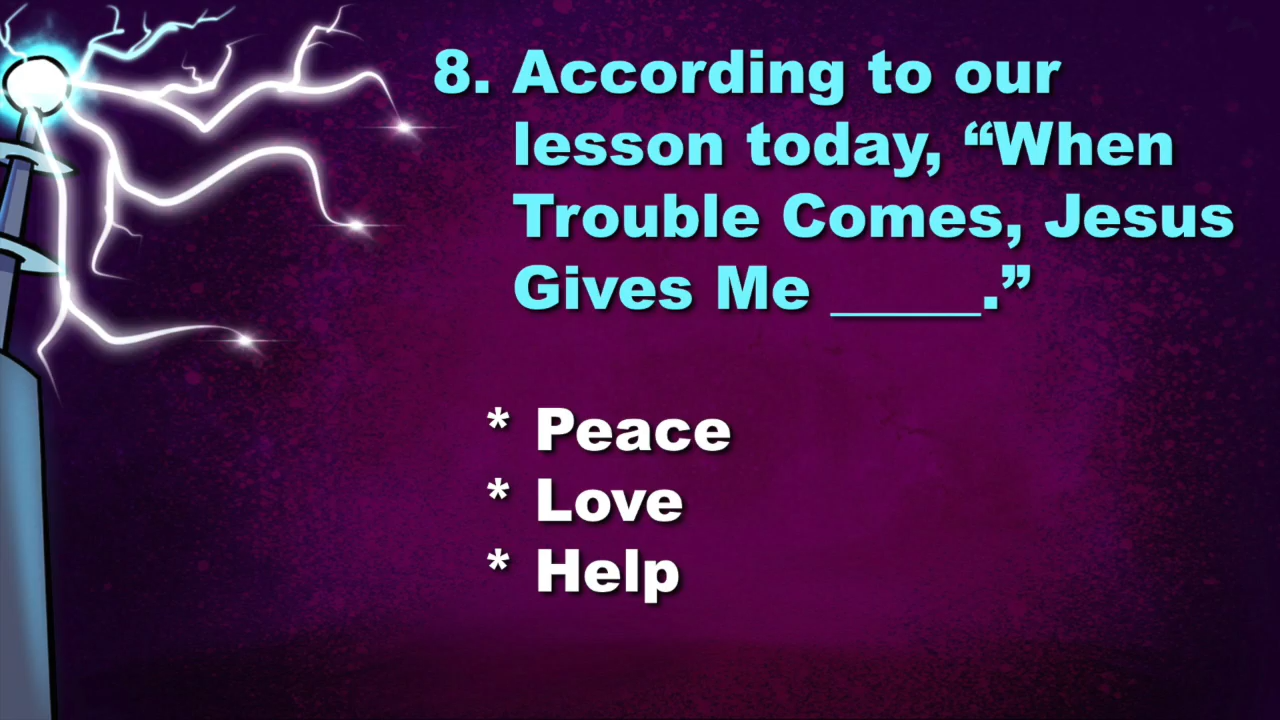 8. According to our
lesson today, “When
Trouble Comes, Jesus
Gives Me _____.”
* Peace
* Love
* Help